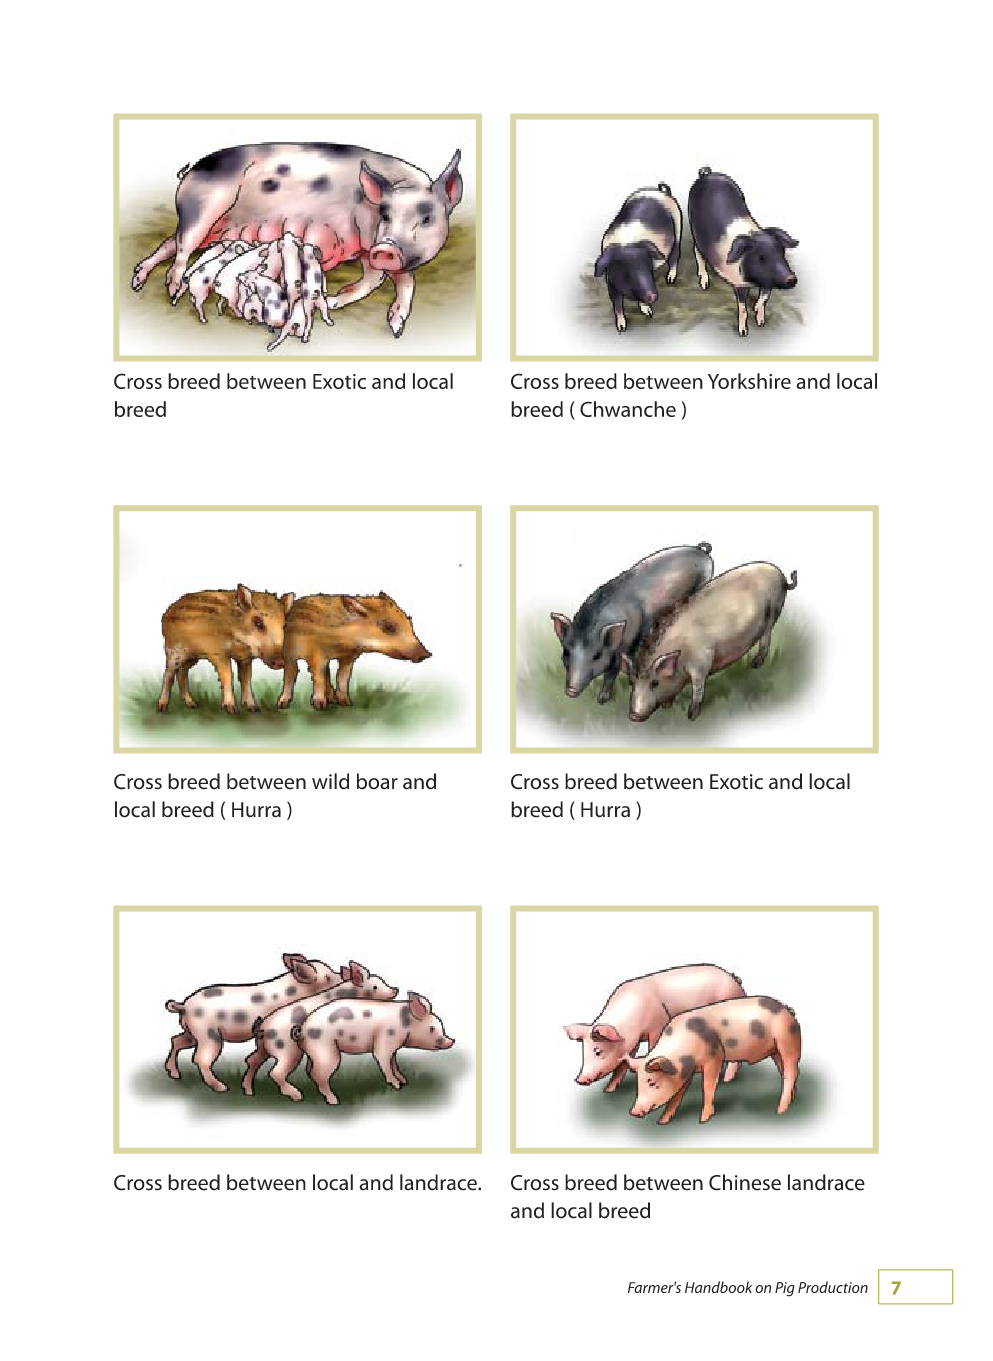 Cross breed between Exotic and local
breed
Cross breed between Yorkshire and local
breed ( Chwanche )
Cross breed between wild boar and
local breed ( Hurra )
Cross breed between Exotic and local
breed ( Hurra )
Cross breed between local and landrace.
Cross breed between Chinese landrace
and local breed
Farmer's Handbook on Pig Production 7